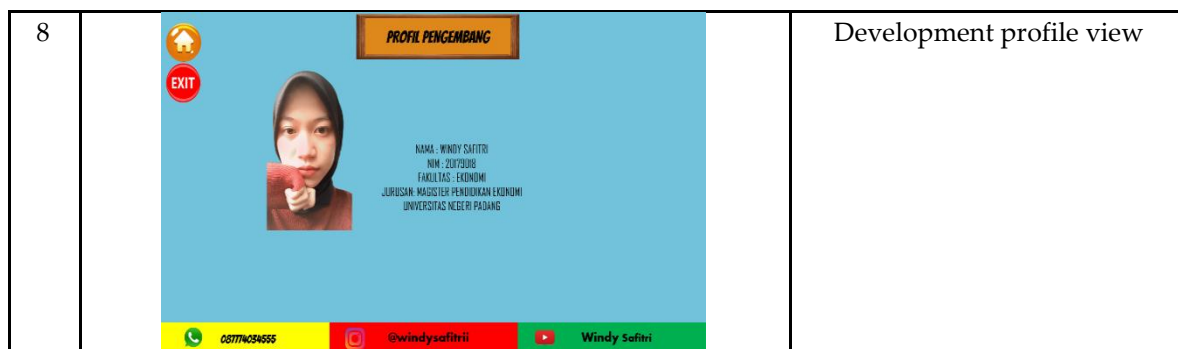 8
Development profile view
PROFIL PENGEMBANG
EXIT
NAMA : WINDY SAFITRI
NIM : 20179018
FAKULTAS : EKONOMI
JURUSAN: MAGISTER PENDIDIKAN EKONOMI
UNIVERSITAS NEGERI PADANG
087774034555
@windysafitrii
Windy Safitri